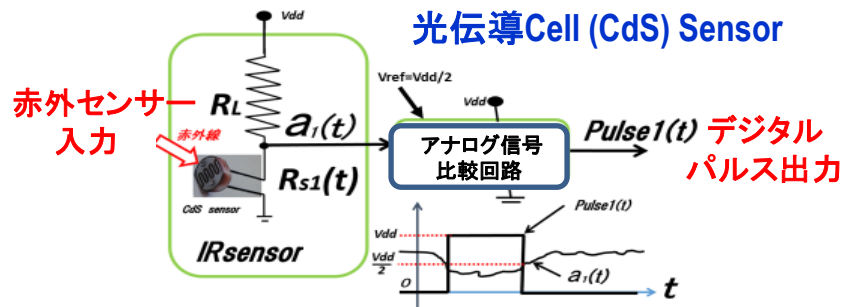 光伝導Cell (CdS) Sensor
Vdd
赤外センサー
入力
赤外線
RL
a1(t)
Rs1(t)
CdS sensor
IRsensor
Vref=Vdd/2
Vdd
アナログ信号
比較回路
Pulse1(t)
デジタル
パルス出力
Pulse1(t)
Vdd
Vdd
2
0
a1(t)
t